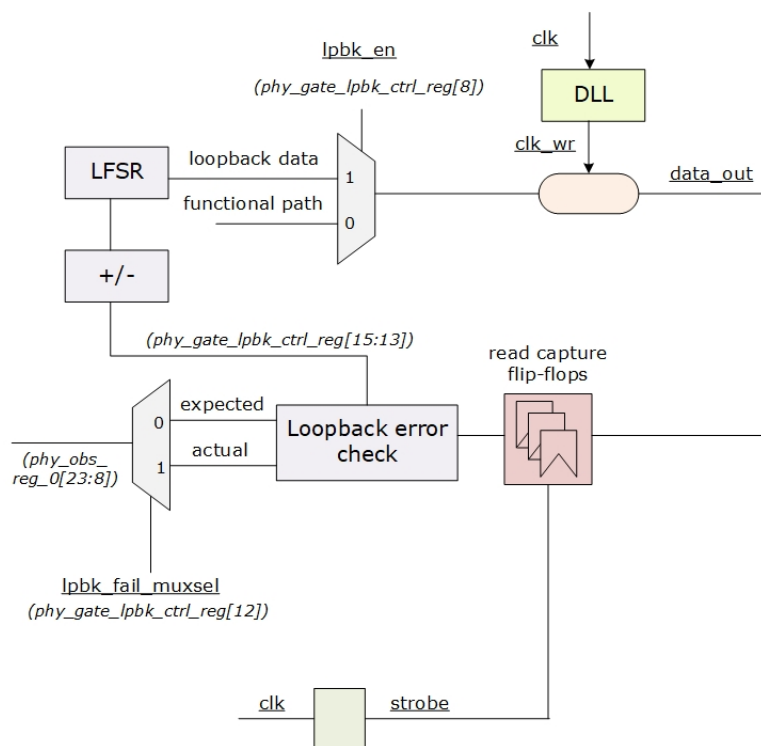 clk
lpbk_en
(phy_gate_lpbk_ctrl_reg[8])
DLL
clk_wr
loopback data
LFSR
1
data_out
functional path
0
+/-
(phy_gate_lpbk_ctrl_reg[15:13])
read capture
flip-flops
expected
0
Loopback error
check
actual
1
(phy_obs_
reg_0[23:8])
lpbk_fail_muxsel
(phy_gate_lpbk_ctrl_reg[12])
clk
strobe